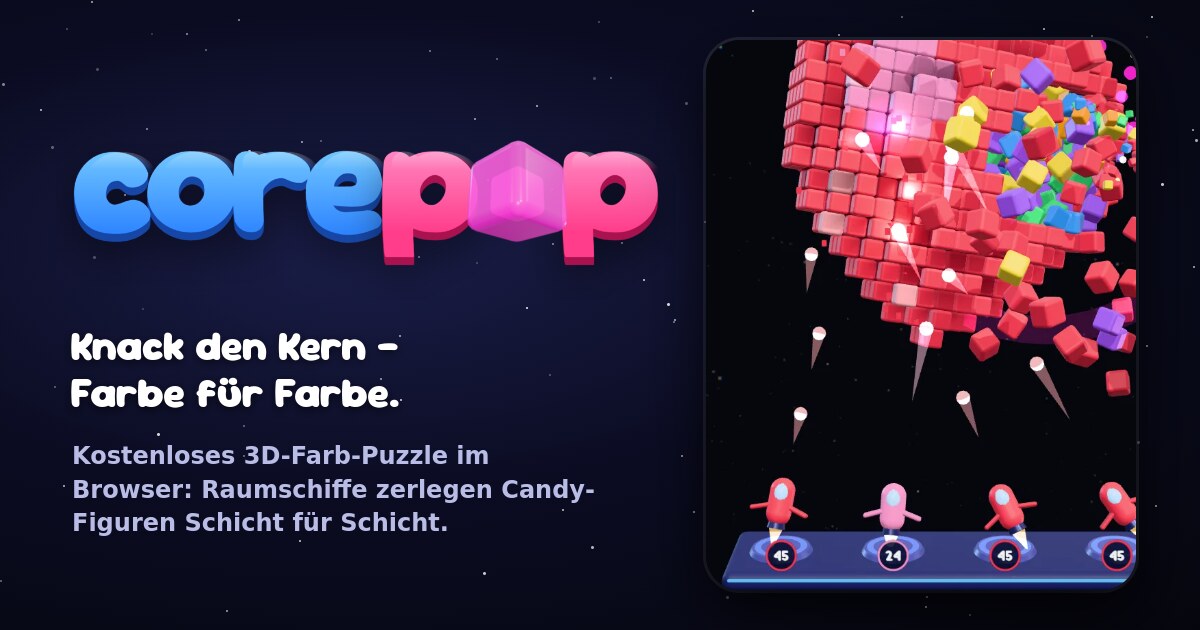 corepop
Knack den Kern –
Farbe für Farbe.
Kostenloses 3D-Farb-Puzzle im
Browser: Raumschiffe zerlegen Candy-
Figuren Schicht für Schicht.
45
24
45
45